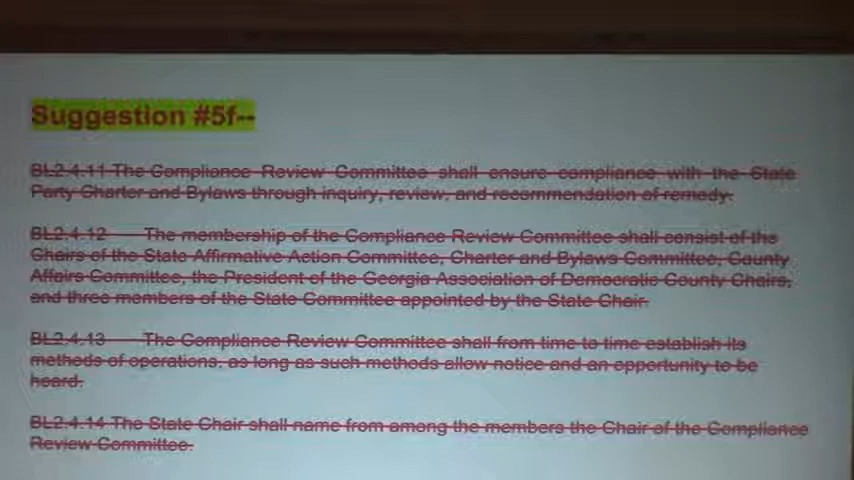 Suggestion #5f--
BL2.4.11 The Compliance Review Committee shall ensure compliance with the State
Party Charter and Bylaws through inquiry, review, and recommendation of remedy.
BL2.4.12 The membership of the Compliance Review Committee shall consist of the
Chairs of the State Affirmative Action Committee, Charter and Bylaws Committee, County
Affairs Committee, the President of the Georgia Association of Democratic County Chairs,
and three members of the State Committee appointed by the State Chair.
BL2.4.13 The Compliance Review Committee shall from time to time establish its
methods of operations, as long as such methods allow notice and an opportunity to be
heard.
BL2.4.14 The State Chair shall name from among the members the Chair of the Compliance
Review Committee.